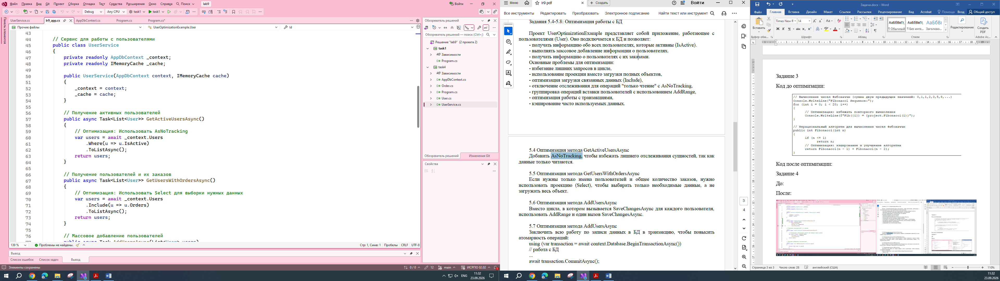 Файл Правка Вид Git Проект Сборка Отладка Тест Средства Расширения Окно Справка Поиск lab9 Войти
Debug Any CPU task1 task1
UserService.cs lr9_app.cs AppDbContext.cs Program.cs Program.cs*
Панель элементов
Прочие файлы UserOptimizationExample.User Id
43
44 // Сервис для работы с пользователями
45 public class UserService
46 {
47 private readonly AppDbContext _context;
48 private readonly IMemoryCache _cache;
49
50 public UserService(AppDbContext context, IMemoryCache cache)
51 {
52 _context = context;
53 _cache = cache;
54 }
55
56 // Получение активных пользователей
57 public async Task<List<User>> GetActiveUsersAsync()
58 {
59 // Оптимизация: Использовать AsNoTracking
60 var users = await _context.Users
61 .Where(u => u.IsActive)
62 .ToListAsync();
63 return users;
64 }
65
66 // Получение пользователей и их заказов
67 public async Task<List<User>> GetUsersWithOrdersAsync()
68 {
69 // Оптимизация: Использовать Select для выборки нужных данных
70 var users = await _context.Users
71 .Include(u => u.Orders)
72 .ToListAsync();
73 return users;
74 }
75
76 // Массовое добавление пользователей
77 public async Task AddUsersAsync(List<User> users)
139 % Проблемы не найдены. Стр: 1, Симв: 1 Пробелы CRLF UTF-8
Вывод
Список ошибок Список задач Вывод
Элементы сохранены 0 / 0 12 main ИСРПО 02.02 1
Обозреватель решений
Обозреватель решений — поиск (Ctrl+;)
Решение "lab9" (2 проекта 2)
task1
Зависимости
C# Program.cs
task4
Зависимости
C# AppDbContext.cs
C# Order.cs
C# Program.cs
C# User.cs
C# UserService.cs
Обозреватель решений Изменения Git
Свойства
ENG 11:32
23.09.2026
Меню lr9.pdf Создать Войти
Все инструменты Редактировать Преобразовать Электронное подписание Найти текст или инструмент
Задания 5.4-5.8: Оптимизация работы с БД
Проект UserOptimizationExample представляет собой приложение, работающее с
пользователями (User). Оно подключается к БД и позволяет:
- получать информацию обо всех пользователях, которые активны (IsActive).
- выполнять массовое добавление информации о пользователях.
- получать информацию о пользователях с их заказами.
Основные проблемы для оптимизации:
- избегание лишних запросов в цикле,
- использование проекции вместо загрузки полных объектов,
- оптимизация загрузки связанных данных (Include),
- отключение отслеживания для операций "только чтение" с AsNoTracking,
- группировка операций вставки пользователей с использованием AddRange,
- оптимизация работы с транзакциями,
- кэширование часто используемых данных.
5.4 Оптимизация метода GetActiveUsersAsync
Добавить AsNoTracking, чтобы избежать лишнего отслеживания сущностей, так как
данные только читаются.
5.5 Оптимизация метода GetUsersWithOrdersAsync
Если нужны только имена пользователей и общее количество заказов, нужно
использовать проекцию (Select), чтобы выбирать только необходимые данные, а не
загружать весь объект.
5.6 Оптимизация метода AddUsersAsync
Вместо цикла, в котором вызывается SaveChangesAsync для каждого пользователя,
использовать AddRange и один вызов SaveChangesAsync.
5.7 Оптимизация метода AddUsersAsync
Заключить всю работу по записи данных в БД в транзакцию, чтобы повысить
атомарность операций:
using (var transaction = await context.Database.BeginTransactionAsync())
// работа с БД
...
await transaction.CommitAsync();
3
4
Задачи.docx - Word
Файл Главная Вставка Дизайн Макет Ссылки Рассылки Рецензирование Вид Acrobat Помощн Вход Общий доступ
Вставить Times New R 14 АаБбВвГг, АаБбВвГг, АаБбВв Редактирование Создать PDF
Ж К Ч ¶ Обычный ¶ Без инте... Заголово...
Буфер обм... Шрифт Абзац Стили Adobe Ac...
Задание 3
Код до оптимизации:
// Вычисление чисел Фибоначчи (сумма двух предыдущих значений: 0,1,1,2,3,5,8,...)
Console.WriteLine("Fibonacci Sequence:");
for (int i = 0; i < 20; i++)
{
// Оптимизация: избежать повторного вычисления
Console.WriteLine($"Fib({i}) = {project.Fibonacci(i)}");
}
// Нерациональный алгоритм для вычисления чисел Фибоначчи
public int Fibonacci(int n)
{
if (n <= 1)
return n;
// Оптимизация: кэширование и улучшение алгоритма
return Fibonacci(n - 1) + Fibonacci(n - 2);
}
Код после оптимизации:
Задание 4
До:
После:
Страница 3 из 3 Число слов: 28 английский (США) 110%
11:32
23.09.2026